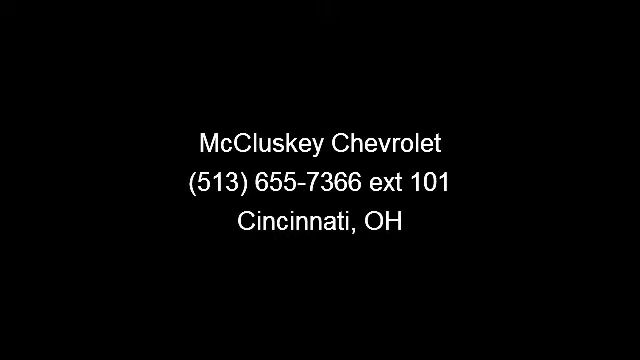 McCluskey Chevrolet
(513) 655-7366 ext 101
Cincinnati, OH